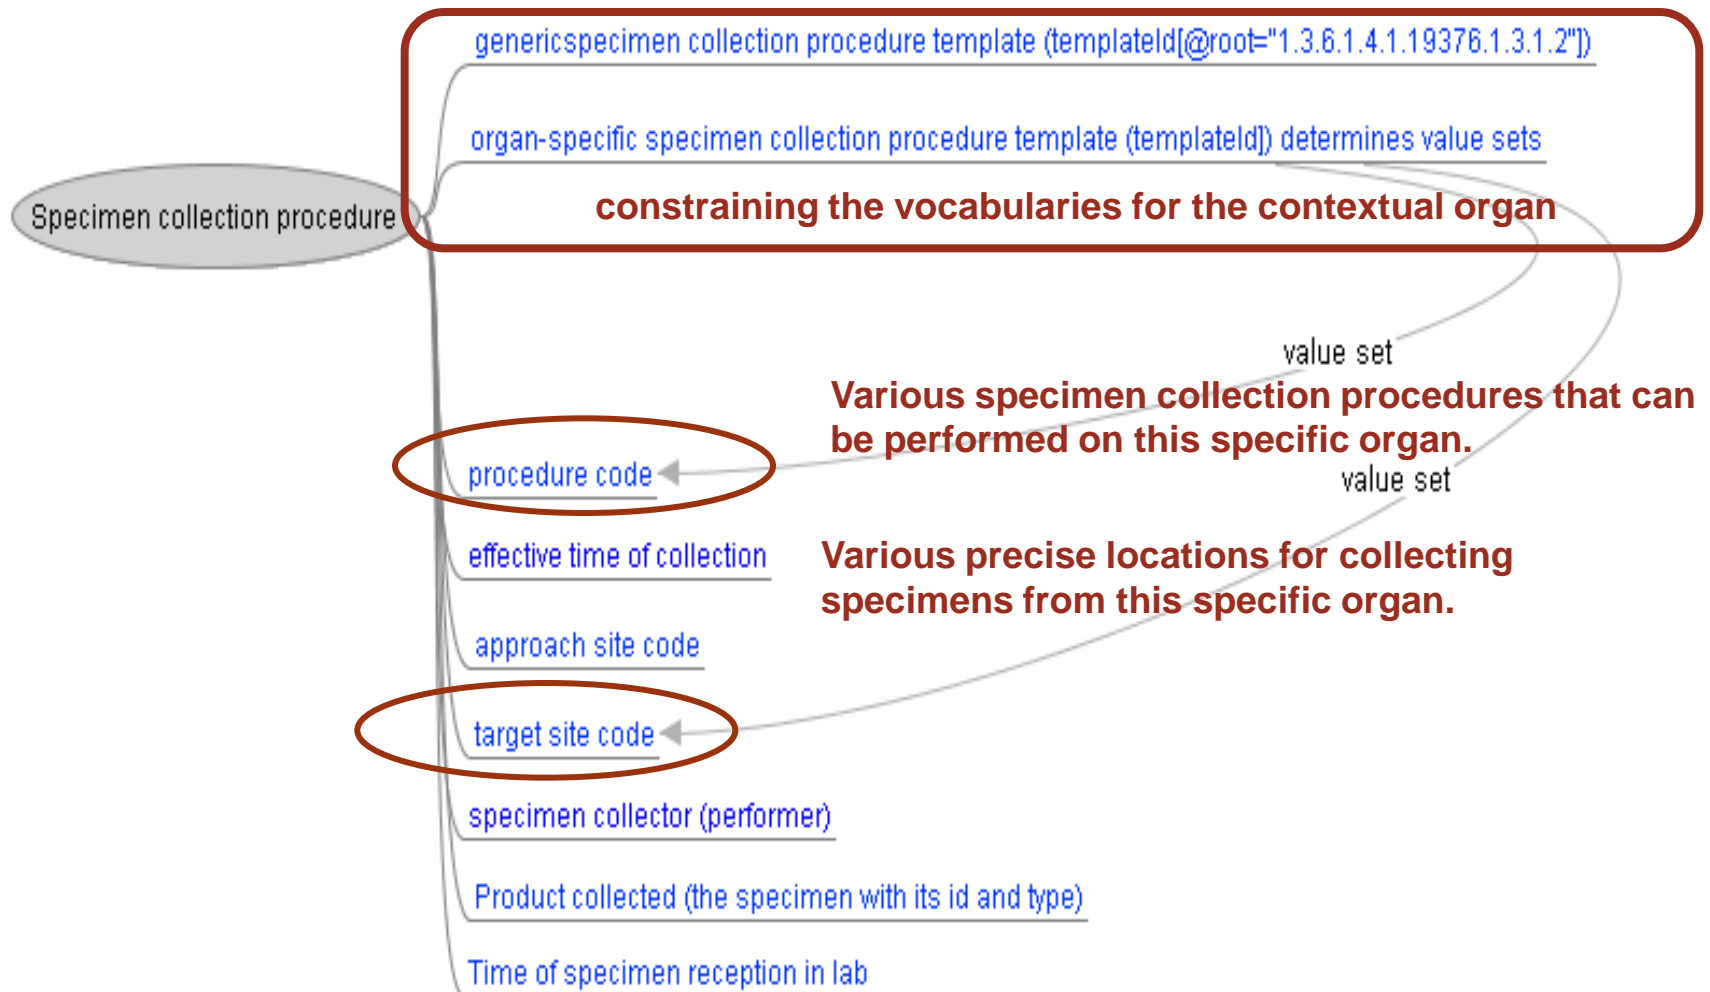 genericspecimen collection procedure template (templateId[@root="1.3.6.1.4.1.19376.1.3.1.2"])
organ-specific specimen collection procedure template (templateId]) determines value sets
constraining the vocabularies for the contextual organ
Specimen collection procedure
value set
Various specimen collection procedures that can
be performed on this specific organ.
procedure code
value set
effective time of collection
Various precise locations for collecting
specimens from this specific organ.
approach site code
target site code
specimen collector (performer)
Product collected (the specimen with its id and type)
Time of specimen reception in lab